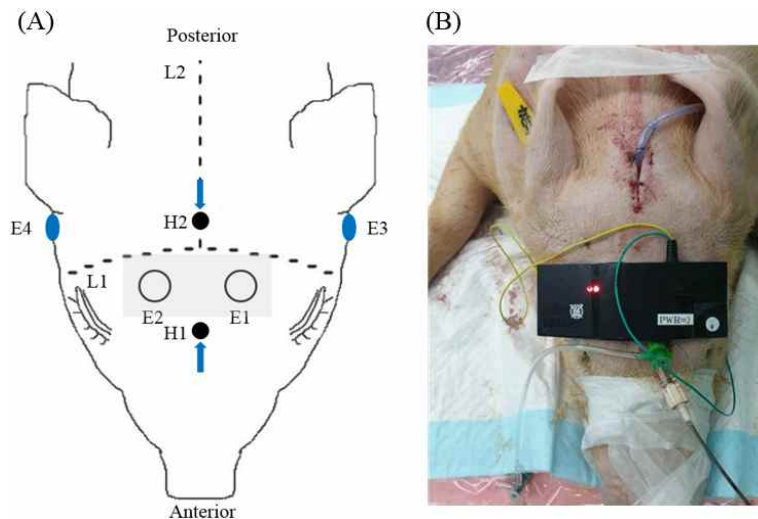 (A)
(B)
Posterior
L2
H2
E4
E3
L1
E2
E1
H1
Anterior
PWR=2